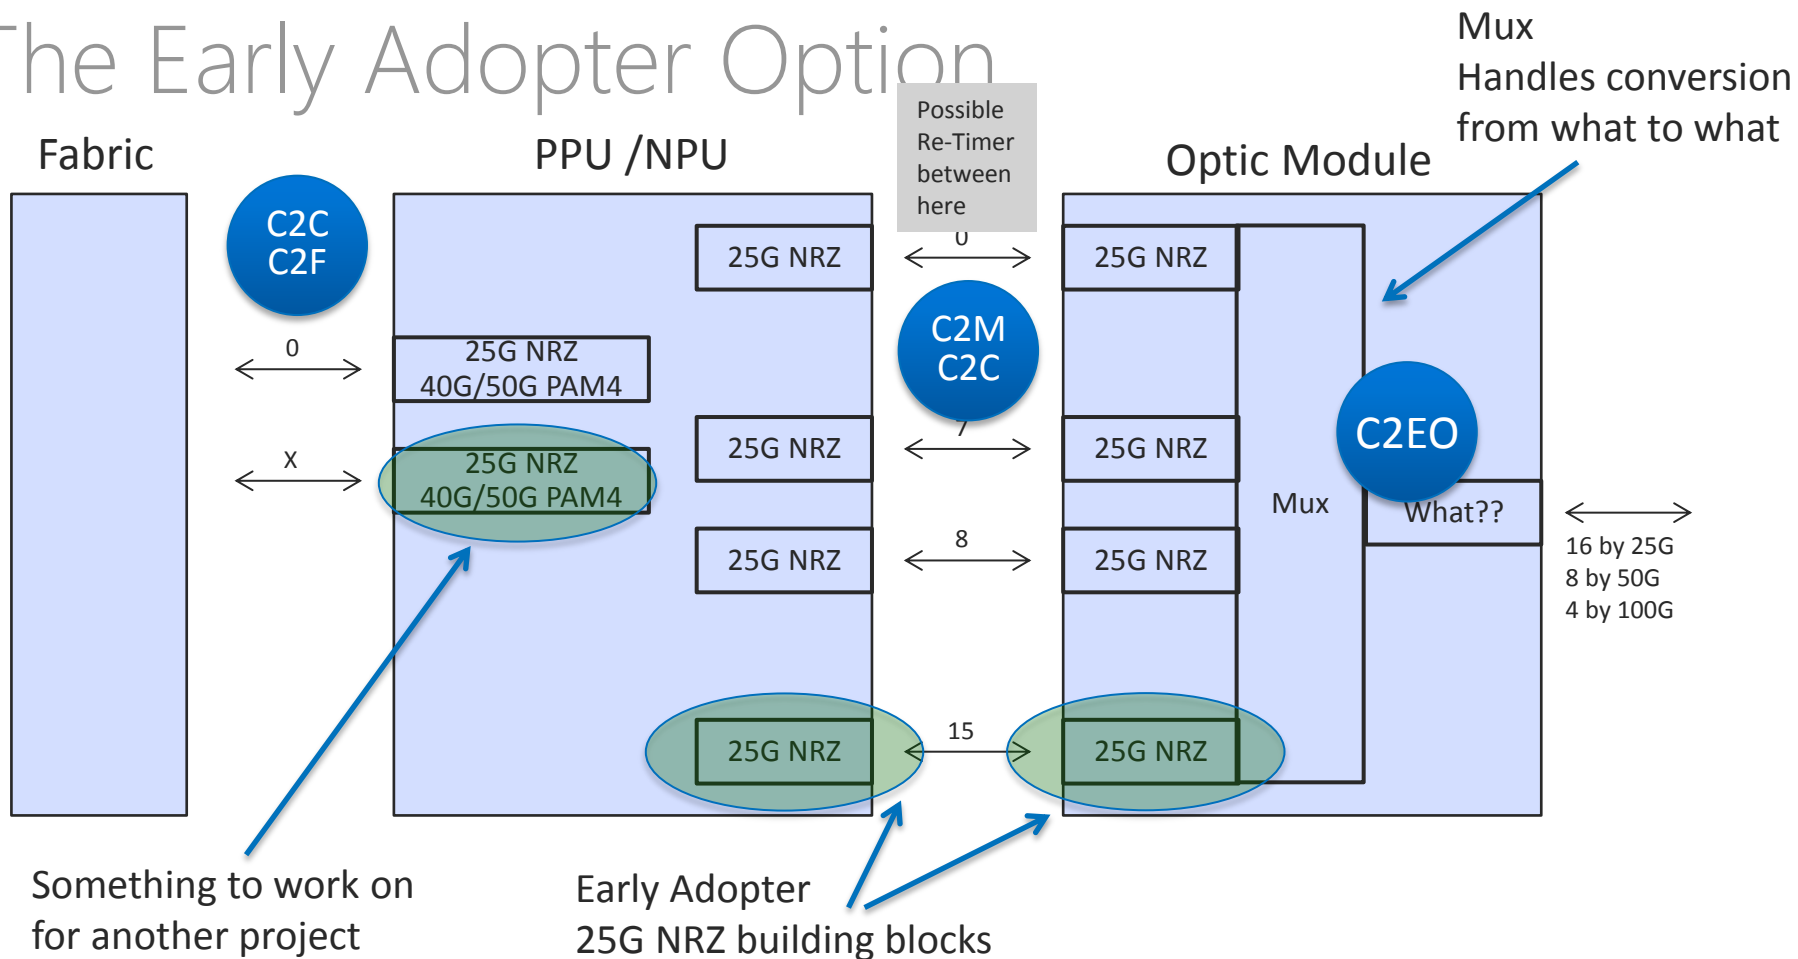 The Early Adopter Option
Mux
Handles conversion
from what to what
Possible
Re-Timer
between
here
Fabric
PPU /NPU
Optic Module
C2C
C2F
25G NRZ
0
25G NRZ
C2M
C2C
0
25G NRZ
40G/50G PAM4
C2EO
X
25G NRZ
40G/50G PAM4
25G NRZ
7
25G NRZ
Mux
What??
25G NRZ
8
25G NRZ
16 by 25G
8 by 50G
4 by 100G
25G NRZ
15
25G NRZ
Something to work on
for another project
Early Adopter
25G NRZ building blocks